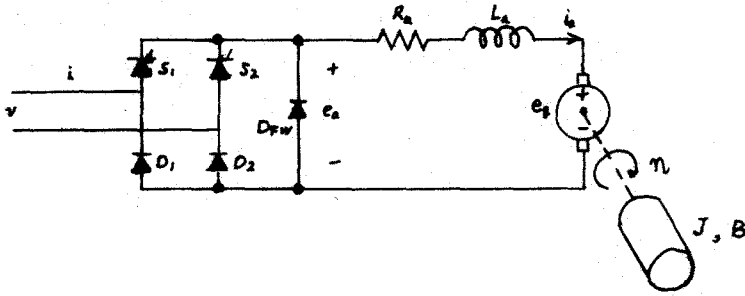 Ra
La
ia
i
S1
S2
+
v
DFW
ea
eg
+
-
D1
D2
-
n
J, B